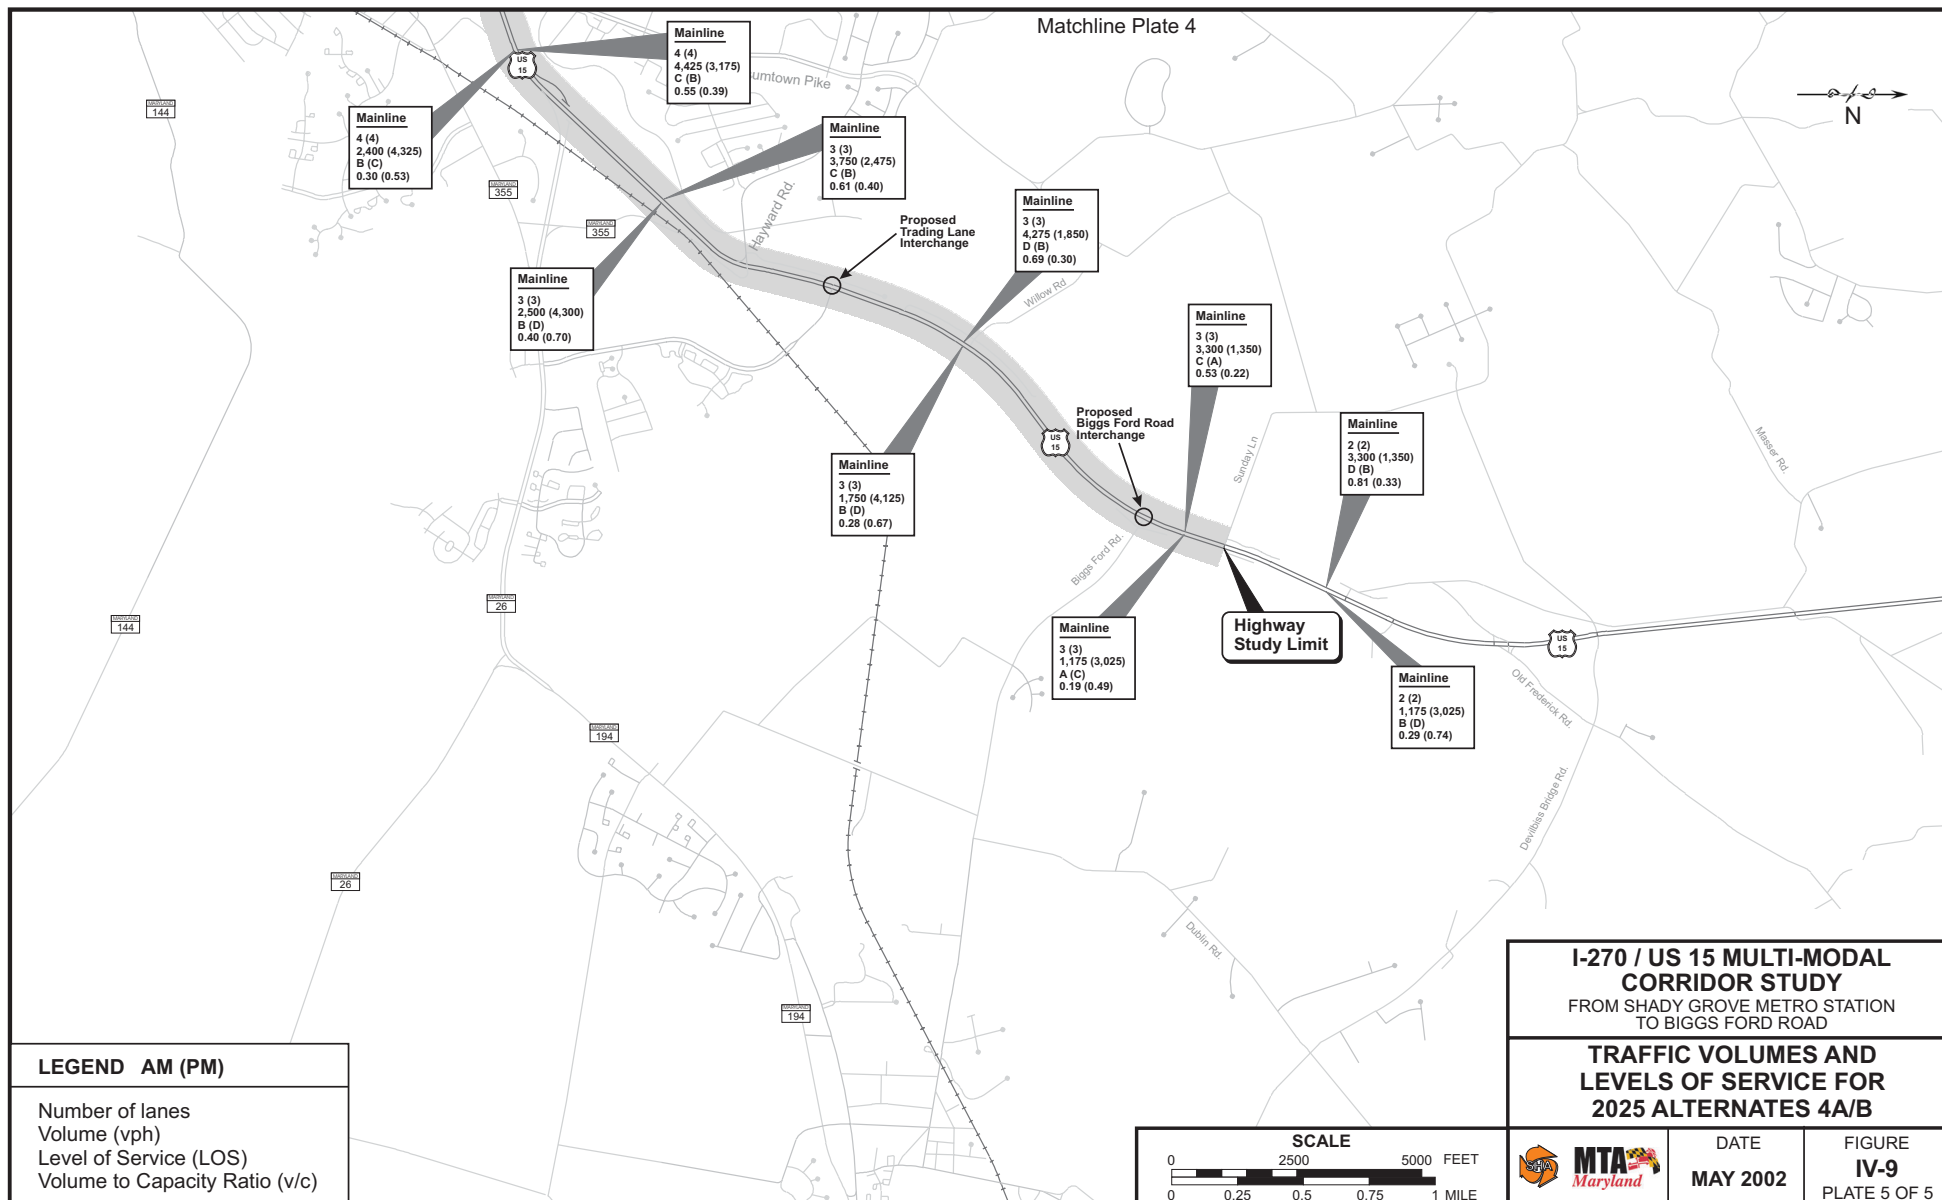 Matchline Plate 4
Mainline
4 (4)
4,425 (3,175)
C (B)
0.55 (0.39)
umtown Pike
US
15
N
MARYLAND
144
Mainline
4 (4)
2,400 (4,325)
B (C)
0.30 (0.53)
Mainline
3 (3)
3,750 (2,475)
C (B)
0.61 (0.40)
MARYLAND
355
MARYLAND
355
Hayward Rd.
Proposed
Trading Lane
Interchange
Mainline
3 (3)
4,275 (1,850)
D (B)
0.69 (0.30)
Willow Rd
Mainline
3 (3)
2,500 (4,300)
B (D)
0.40 (0.70)
Mainline
3 (3)
3,300 (1,350)
C (A)
0.53 (0.22)
Proposed
Biggs Ford Road
Interchange
US
15
Sunday Ln
Mainline
2 (2)
3,300 (1,350)
D (B)
0.81 (0.33)
Masser Rd.
Mainline
3 (3)
1,750 (4,125)
B (D)
0.28 (0.67)
Biggs Ford Rd.
MARYLAND
26
MARYLAND
144
Mainline
3 (3)
1,175 (3,025)
A (C)
0.19 (0.49)
Highway
Study Limit
US
15
Mainline
2 (2)
1,175 (3,025)
B (D)
0.29 (0.74)
Old Frederick Rd.
MARYLAND
194
Devilbiss Bridge Rd.
MARYLAND
26
Dublin Rd.
MARYLAND
194
LEGEND AM (PM)
Number of lanes
Volume (vph)
Level of Service (LOS)
Volume to Capacity Ratio (v/c)
I-270 / US 15 MULTI-MODAL
CORRIDOR STUDY
FROM SHADY GROVE METRO STATION
TO BIGGS FORD ROAD
TRAFFIC VOLUMES AND
LEVELS OF SERVICE FOR
2025 ALTERNATES 4A/B
SCALE
0 2500 5000 FEET
0 0.25 0.5 0.75 1 MILE
SHA
MTA
Maryland
DATE
MAY 2002
FIGURE
IV-9
PLATE 5 OF 5